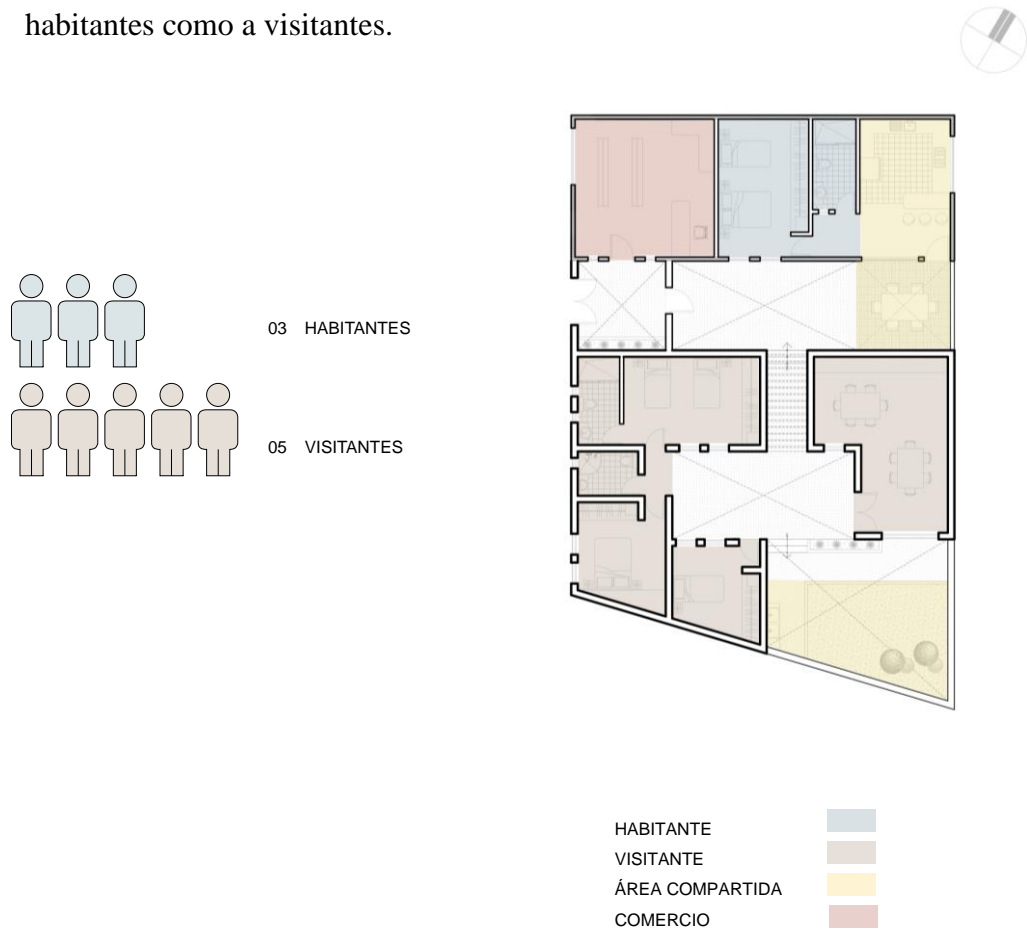 habitantes como a visitantes.
03 HABITANTES
05 VISITANTES
HABITANTE
VISITANTE
ÁREA COMPARTIDA
COMERCIO